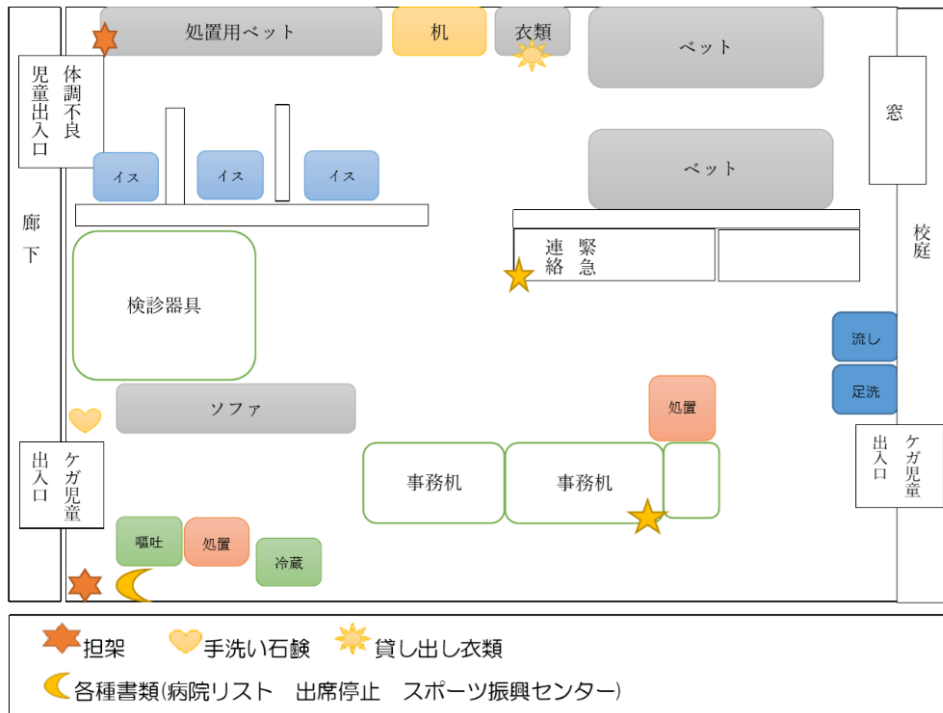 処置用ベット
机
衣類
ベット
体調不良
児童出入口
窓
イス
イス
イス
ベット
廊下
校庭
緊急
連絡
検診器具
流し
足洗
ソファ
処置
ケガ児童
出入口
ケガ児童
出入口
事務机
事務机
嘔吐
処置
冷蔵
担架
手洗い石鹸
貸し出し衣類
各種書類(病院リスト 出席停止 スポーツ振興センター)